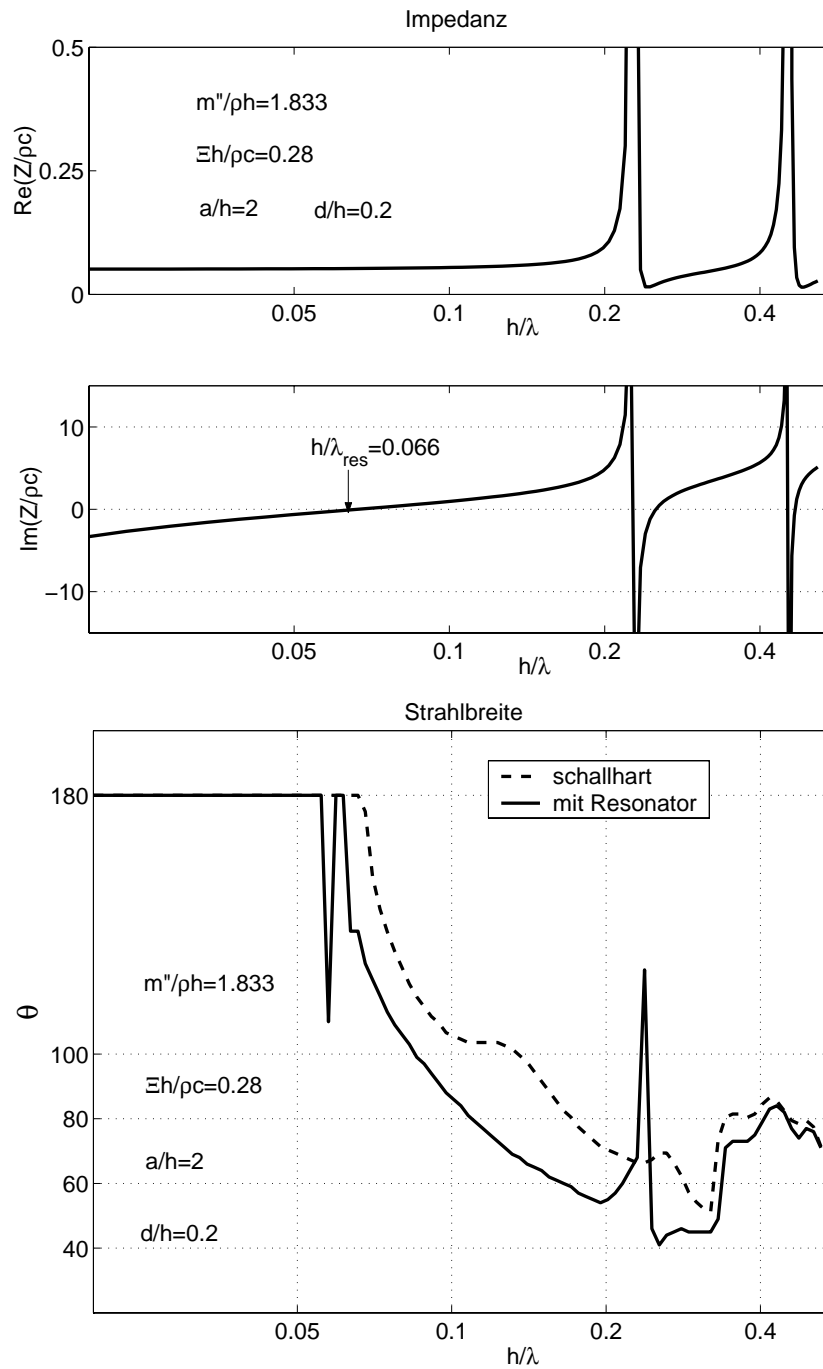 Impedanz
0.5
0.25
0
Re(Z/ρc)
m"/ρh=1.833
Ξh/ρc=0.28
a/h=2 d/h=0.2
0.05 0.1 0.2 0.4
h/λ
10
0
−10
Im(Z/ρc)
h/λres=0.066
0.05 0.1 0.2 0.4
h/λ
Strahlbreite
180
100
80
60
40
θ
schallhart
mit Resonator
m"/ρh=1.833
Ξh/ρc=0.28
a/h=2
d/h=0.2
0.05 0.1 0.2 0.4
h/λ